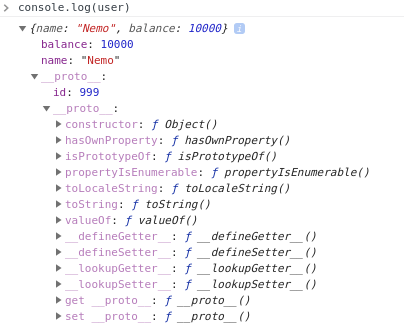 console.log(user)
{name: "Nemo", balance: 10000} i
balance: 10000
name: "Nemo"
__proto__:
id: 999
__proto__:
constructor: ƒ Object()
hasOwnProperty: ƒ hasOwnProperty()
isPrototypeOf: ƒ isPrototypeOf()
propertyIsEnumerable: ƒ propertyIsEnumerable()
toLocaleString: ƒ toLocaleString()
toString: ƒ toString()
valueOf: ƒ valueOf()
__defineGetter__: ƒ __defineGetter__()
__defineSetter__: ƒ __defineSetter__()
__lookupGetter__: ƒ __lookupGetter__()
__lookupSetter__: ƒ __lookupSetter__()
get __proto__: ƒ __proto__()
set __proto__: ƒ __proto__()